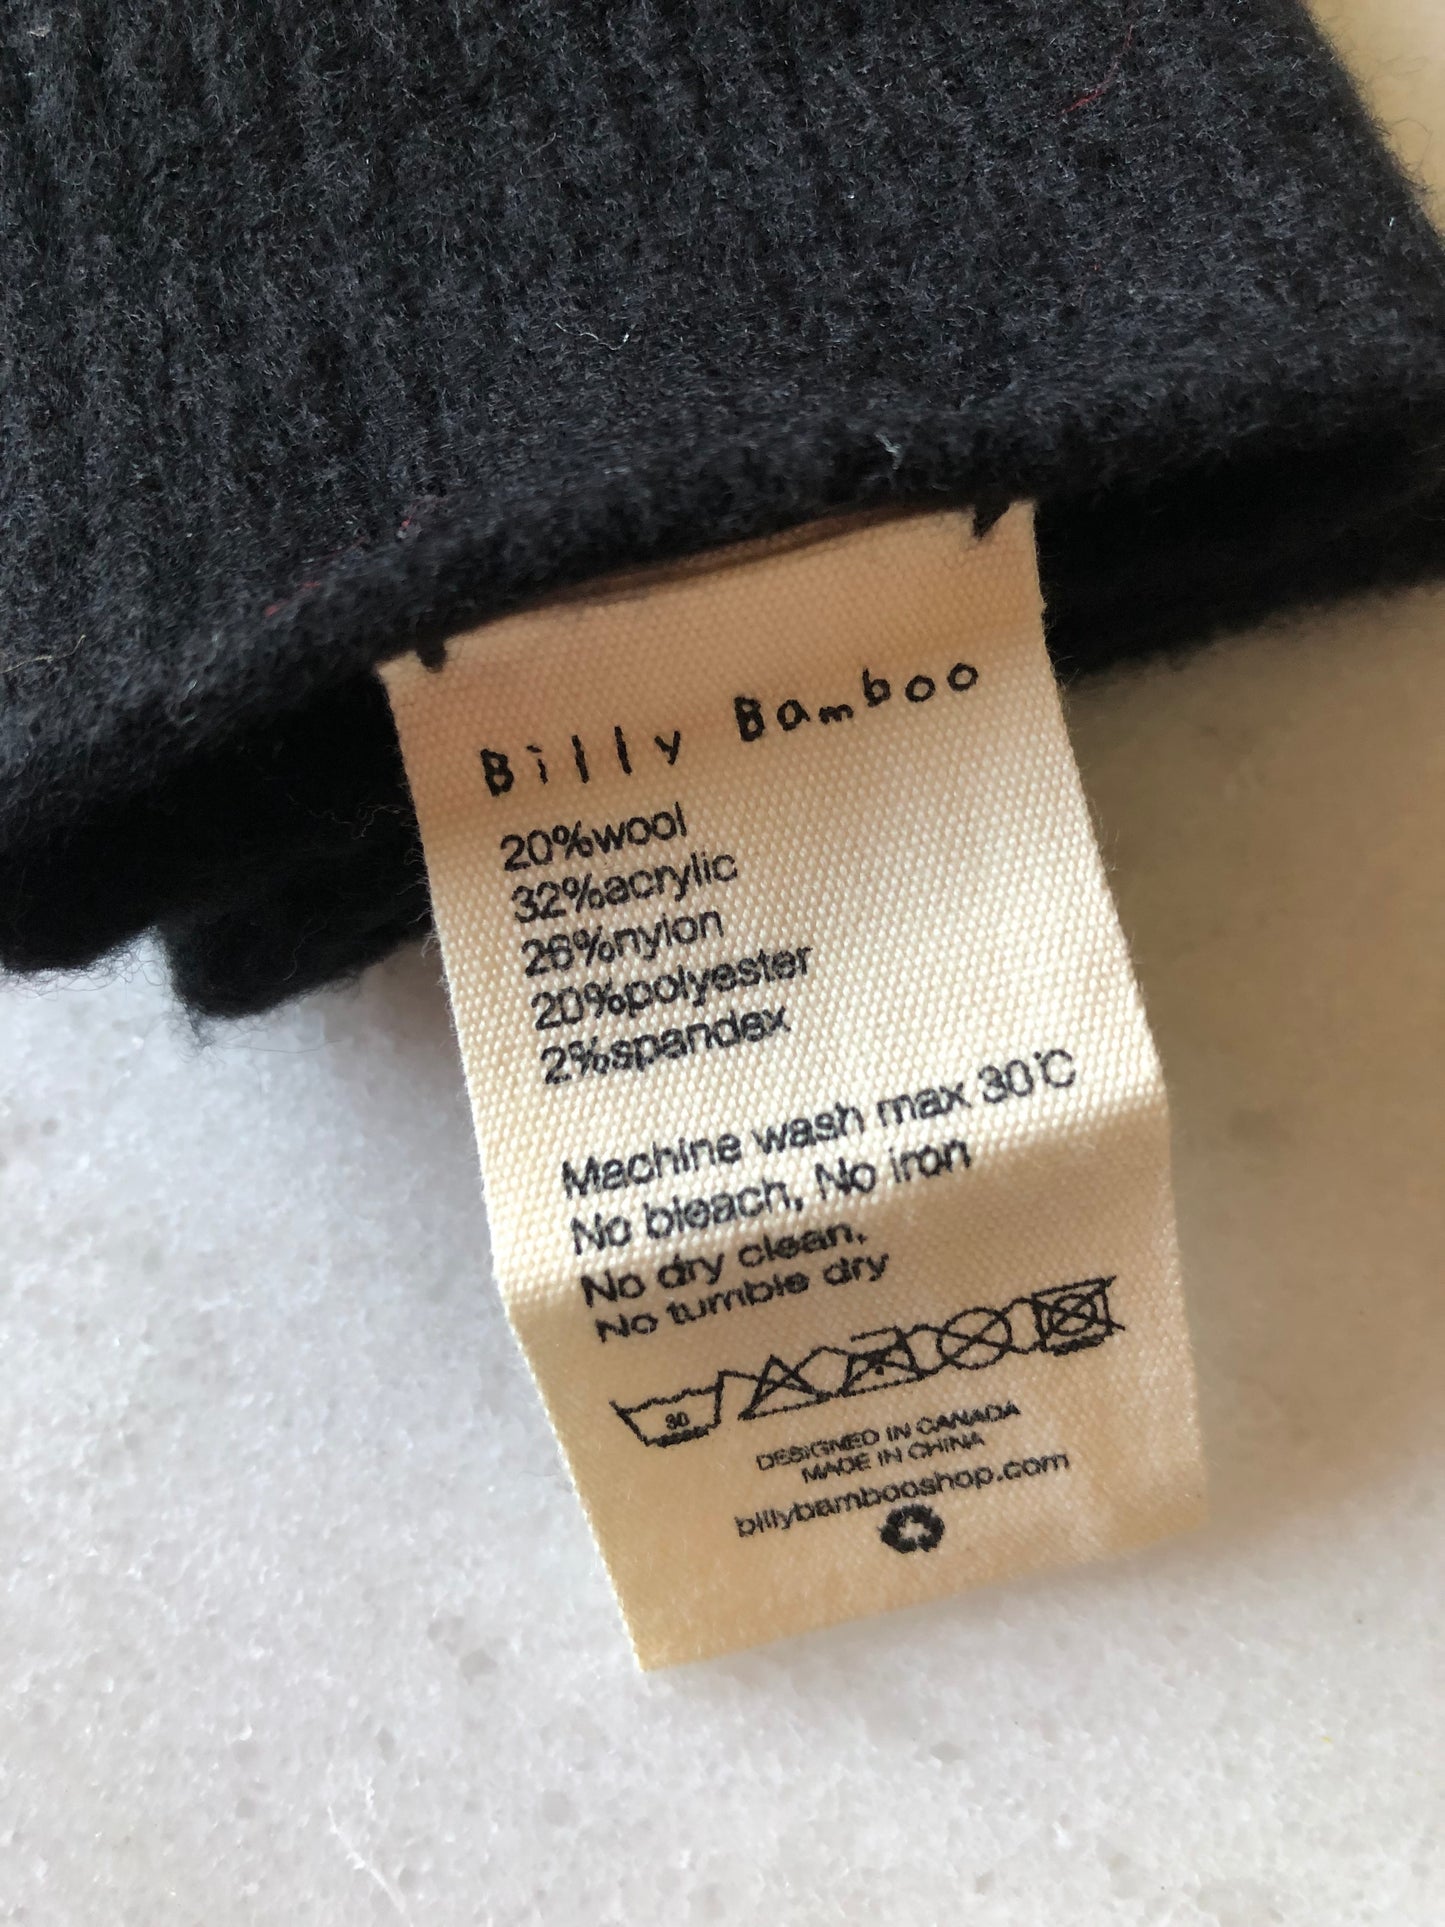 Billy Bamboo
20%wool
32%acrylic
26%nylon
20%polyester
2%spandex
Machine wash max 30℃
No bleach, No iron
No dry clean,
No tumble dry
30
DESIGNED IN CANADA
MADE IN CHINA
billybambooshop.com